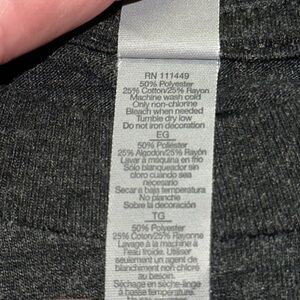 RN 111449
50% Polyester
25% Cotton/25% Rayon
Machine wash cold
Only non-chlorine
Bleach when needed
Tumble dry low
Do not iron decoration
EG
50% Poliéster
25% Algodón/25% Rayón
Lavar a máquina en frío
Solo blanqueador sin
cloro cuando sea
necesario
Secar a baja temperatura
No planche
Sobre la decoración
TG
50% Polyester
25% Coton/25% Rayonne
Lavage à la machine à
l'eau froide. Utiliser
seulement un agent de
blanchiment non chloré
au besoin.
Séchage en sèche-linge
à basse température